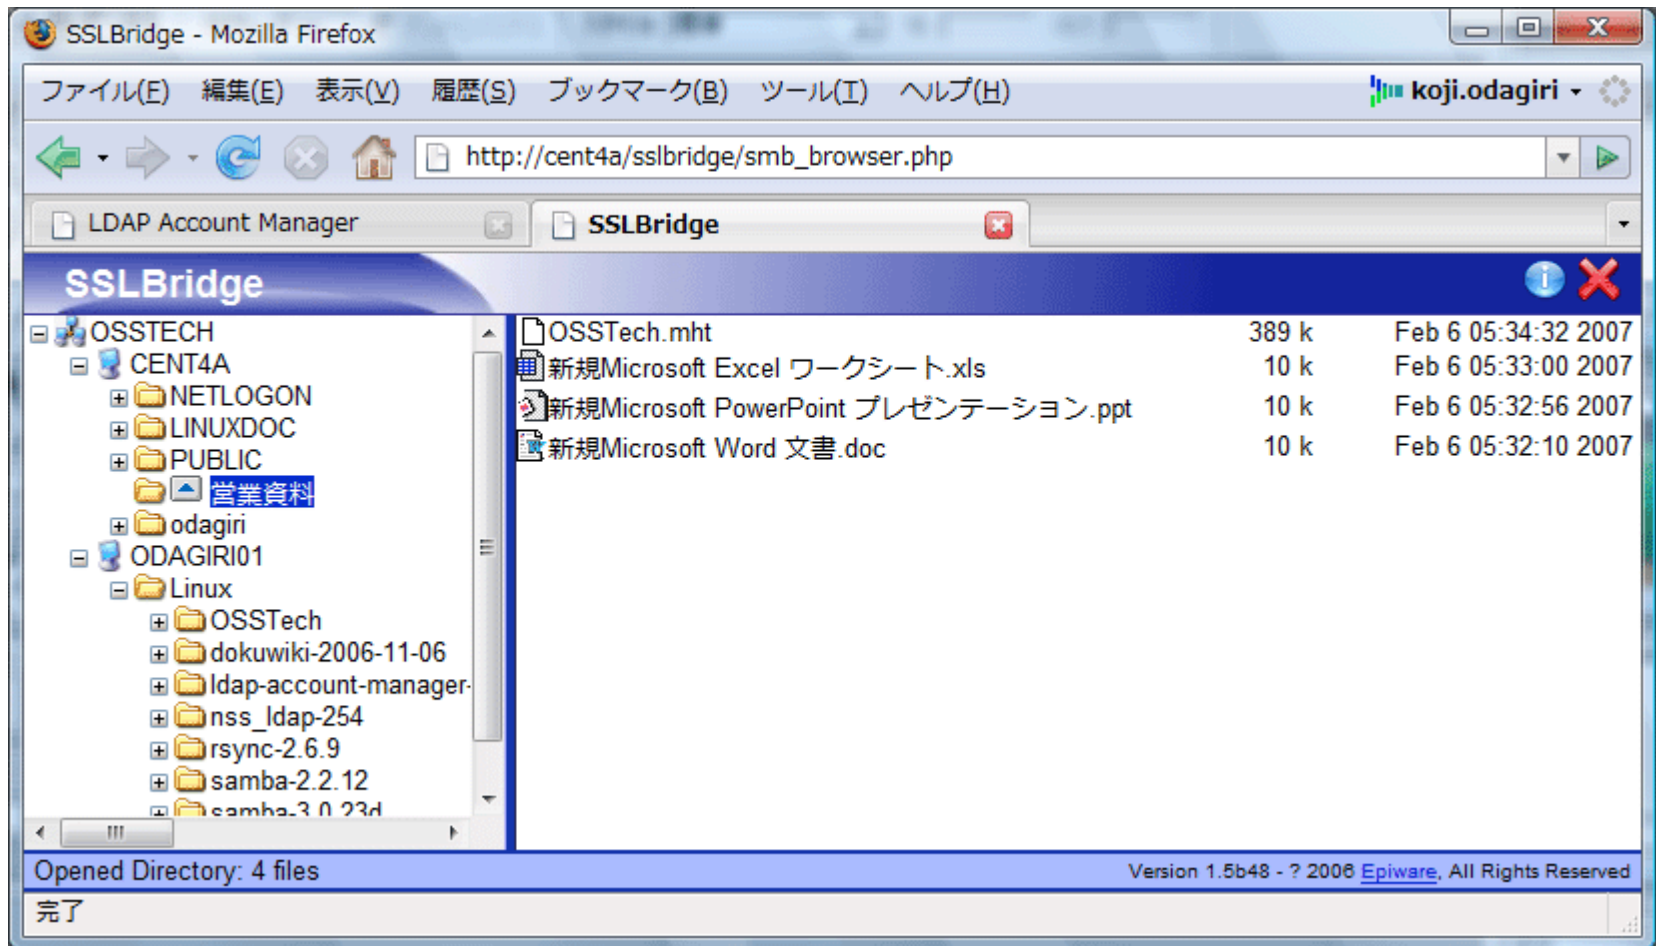 SSLBridge - Mozilla Firefox
ファイル(F) 編集(E) 表示(V) 履歴(S) ブックマーク(B) ツール(T) ヘルプ(H) koji.odagiri
http://cent4a/sslbridge/smb_browser.php
LDAP Account Manager SSLBridge
SSLBridge
OSSTECH
CENT4A
NETLOGON
LINUXDOC
PUBLIC
営業資料
odagiri
ODAGIRI01
Linux
OSSTech
dokuwiki-2006-11-06
ldap-account-manager-
nss_ldap-254
rsync-2.6.9
samba-2.2.12
samba-3.0.23d
OSSTech.mht 389 k Feb 6 05:34:32 2007
新規Microsoft Excel ワークシート.xls 10 k Feb 6 05:33:00 2007
新規Microsoft PowerPoint プレゼンテーション.ppt 10 k Feb 6 05:32:56 2007
新規Microsoft Word 文書.doc 10 k Feb 6 05:32:10 2007
Opened Directory: 4 files Version 1.5b48 - ? 2006 Epiware, All Rights Reserved
完了